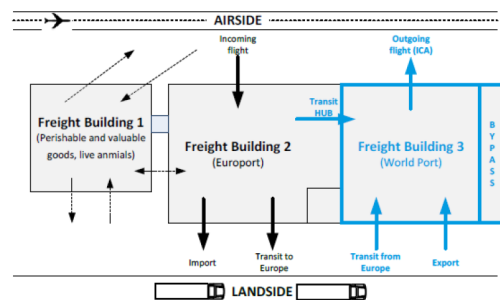 AIRSIDE
Incoming
flight
Outgoing
flight (ICA)
Freight Building 1
(Perishable and valuable
goods, live anmials)
Freight Building 2
(Europort)
Transit
HUB
Freight Building 3
(World Port)
BYPASS
Import
Transit to
Europe
Transit from
Europe
Export
LANDSIDE